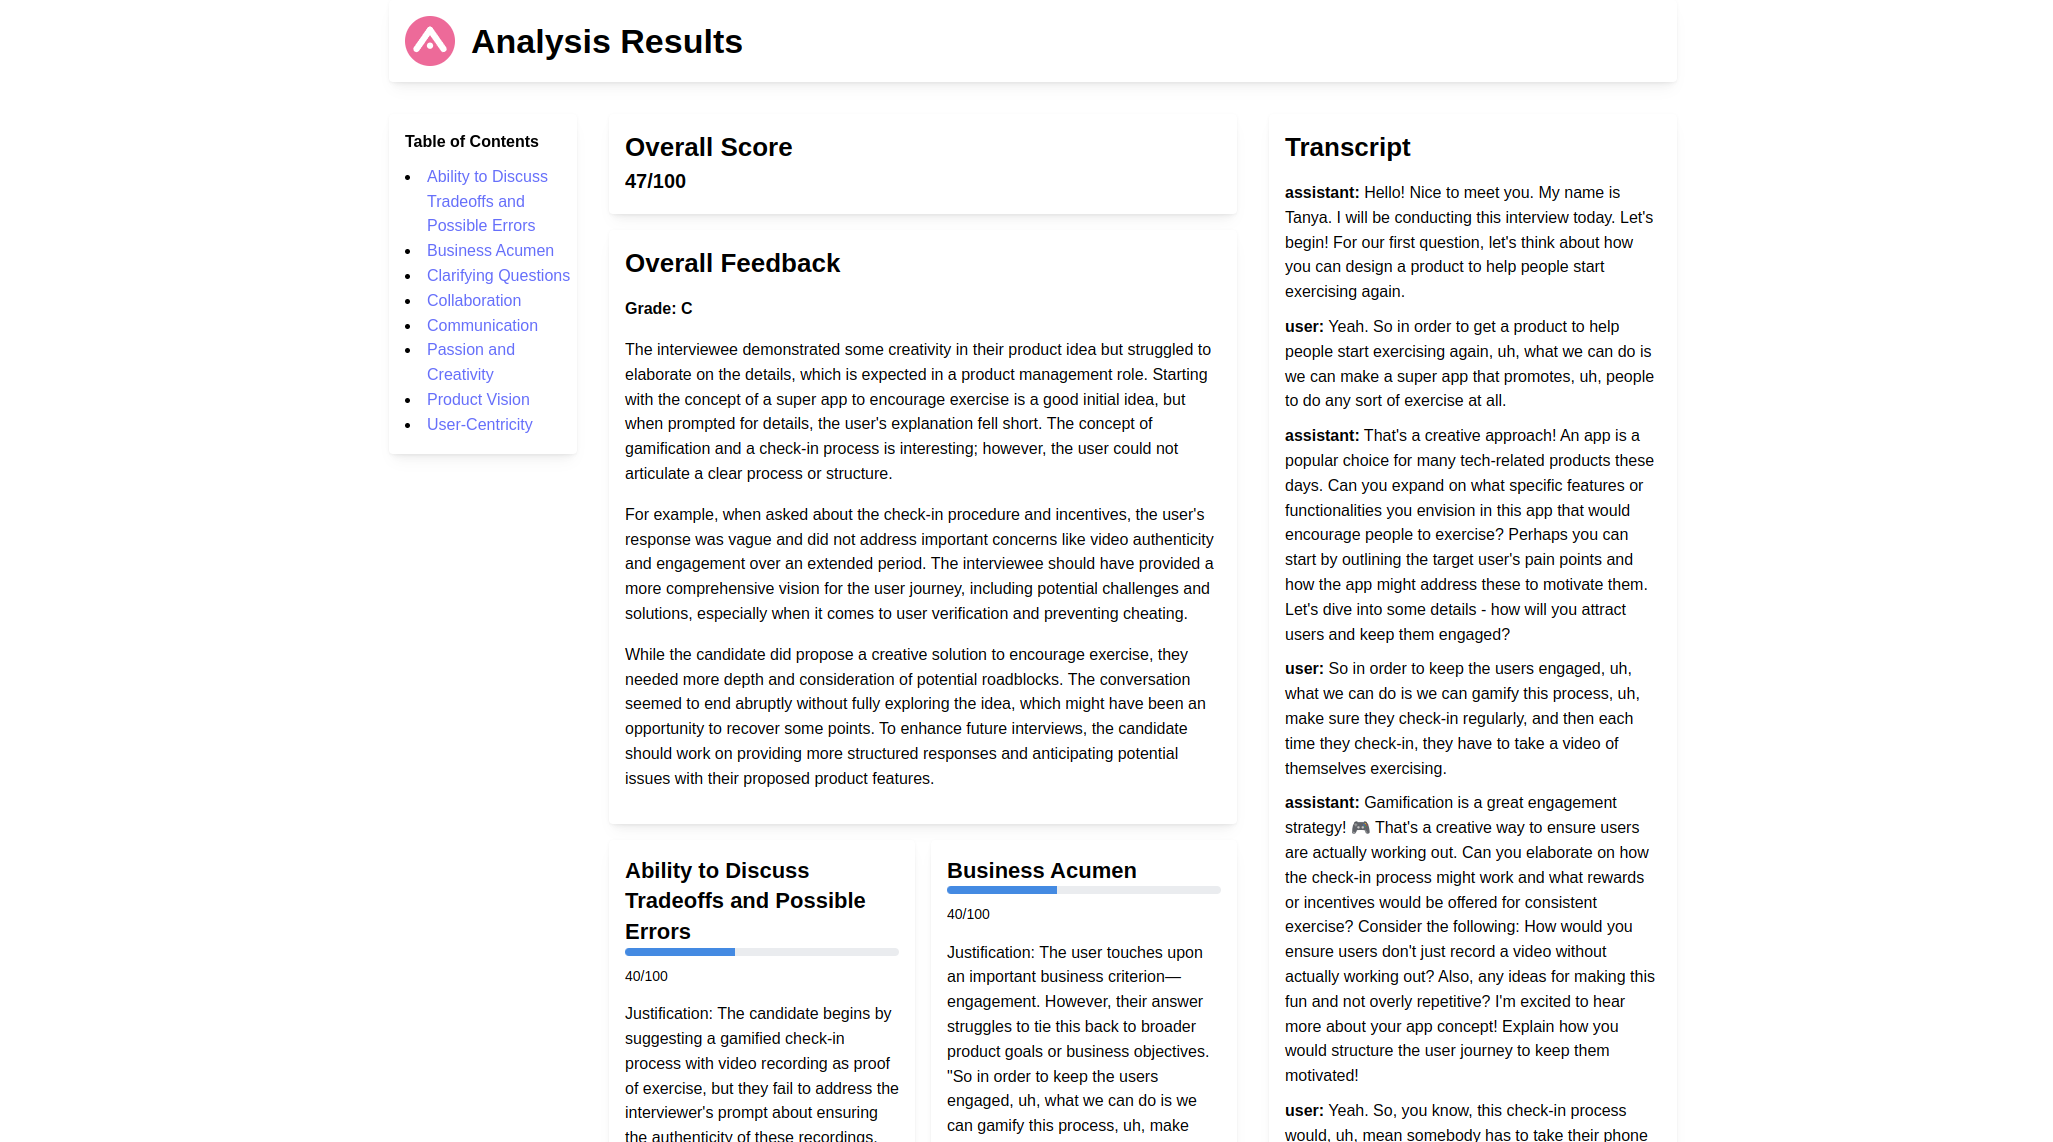 Analysis Results
Table of Contents
Ability to Discuss
Tradeoffs and
Possible Errors
Business Acumen
Clarifying Questions
Collaboration
Communication
Passion and
Creativity
Product Vision
User-Centricity
Overall Score
47/100
Overall Feedback
Grade: C
The interviewee demonstrated some creativity in their product idea but struggled to
elaborate on the details, which is expected in a product management role. Starting
with the concept of a super app to encourage exercise is a good initial idea, but
when prompted for details, the user's explanation fell short. The concept of
gamification and a check-in process is interesting; however, the user could not
articulate a clear process or structure.
For example, when asked about the check-in procedure and incentives, the user's
response was vague and did not address important concerns like video authenticity
and engagement over an extended period. The interviewee should have provided a
more comprehensive vision for the user journey, including potential challenges and
solutions, especially when it comes to user verification and preventing cheating.
While the candidate did propose a creative solution to encourage exercise, they
needed more depth and consideration of potential roadblocks. The conversation
seemed to end abruptly without fully exploring the idea, which might have been an
opportunity to recover some points. To enhance future interviews, the candidate
should work on providing more structured responses and anticipating potential
issues with their proposed product features.
Ability to Discuss
Tradeoffs and Possible
Errors
40/100
Justification: The candidate begins by
suggesting a gamified check-in
process with video recording as proof
of exercise, but they fail to address the
interviewer's prompt about ensuring
the authenticity of these recordings.
Business Acumen
40/100
Justification: The user touches upon
an important business criterion—
engagement. However, their answer
struggles to tie this back to broader
product goals or business objectives.
"So in order to keep the users
engaged, uh, what we can do is we
can gamify this process, uh, make
Transcript
assistant: Hello! Nice to meet you. My name is
Tanya. I will be conducting this interview today. Let's
begin! For our first question, let's think about how
you can design a product to help people start
exercising again.
user: Yeah. So in order to get a product to help
people start exercising again, uh, what we can do is
we can make a super app that promotes, uh, people
to do any sort of exercise at all.
assistant: That's a creative approach! An app is a
popular choice for many tech-related products these
days. Can you expand on what specific features or
functionalities you envision in this app that would
encourage people to exercise? Perhaps you can
start by outlining the target user's pain points and
how the app might address these to motivate them.
Let's dive into some details - how will you attract
users and keep them engaged?
user: So in order to keep the users engaged, uh,
what we can do is we can gamify this process, uh,
make sure they check-in regularly, and then each
time they check-in, they have to take a video of
themselves exercising.
assistant: Gamification is a great engagement
strategy! 🎮 That's a creative way to ensure users
are actually working out. Can you elaborate on how
the check-in process might work and what rewards
or incentives would be offered for consistent
exercise? Consider the following: How would you
ensure users don't just record a video without
actually working out? Also, any ideas for making this
fun and not overly repetitive? I'm excited to hear
more about your app concept! Explain how you
would structure the user journey to keep them
motivated!
user: Yeah. So, you know, this check-in process
would, uh, mean somebody has to take their phone